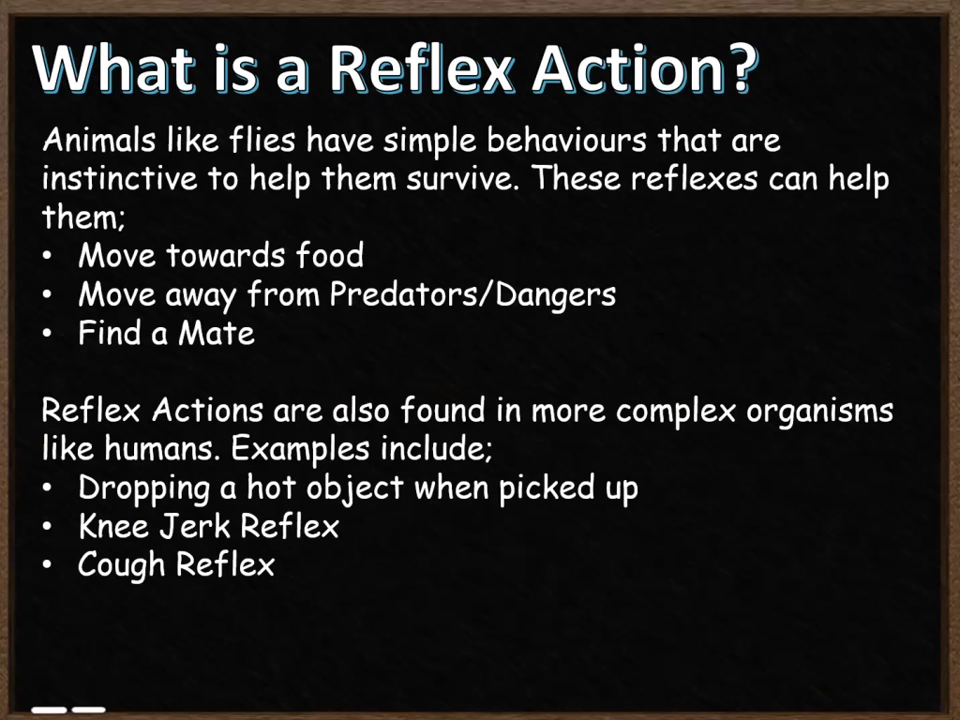 What is a Reflex Action?
Animals like flies have simple behaviours that are
instinctive to help them survive. These reflexes can help
them;
• Move towards food
• Move away from Predators/Dangers
• Find a Mate
Reflex Actions are also found in more complex organisms
like humans. Examples include;
• Dropping a hot object when picked up
• Knee Jerk Reflex
• Cough Reflex